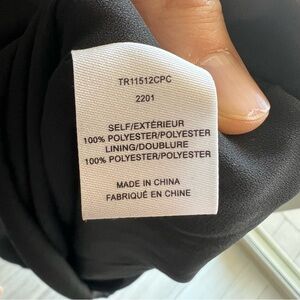 TR11512CPC
2201
SELF/EXTÉRIEUR
100% POLYESTER/POLYESTER
LINING/DOUBLURE
100% POLYESTER/POLYESTER
MADE IN CHINA
FABRIQUÉ EN CHINE